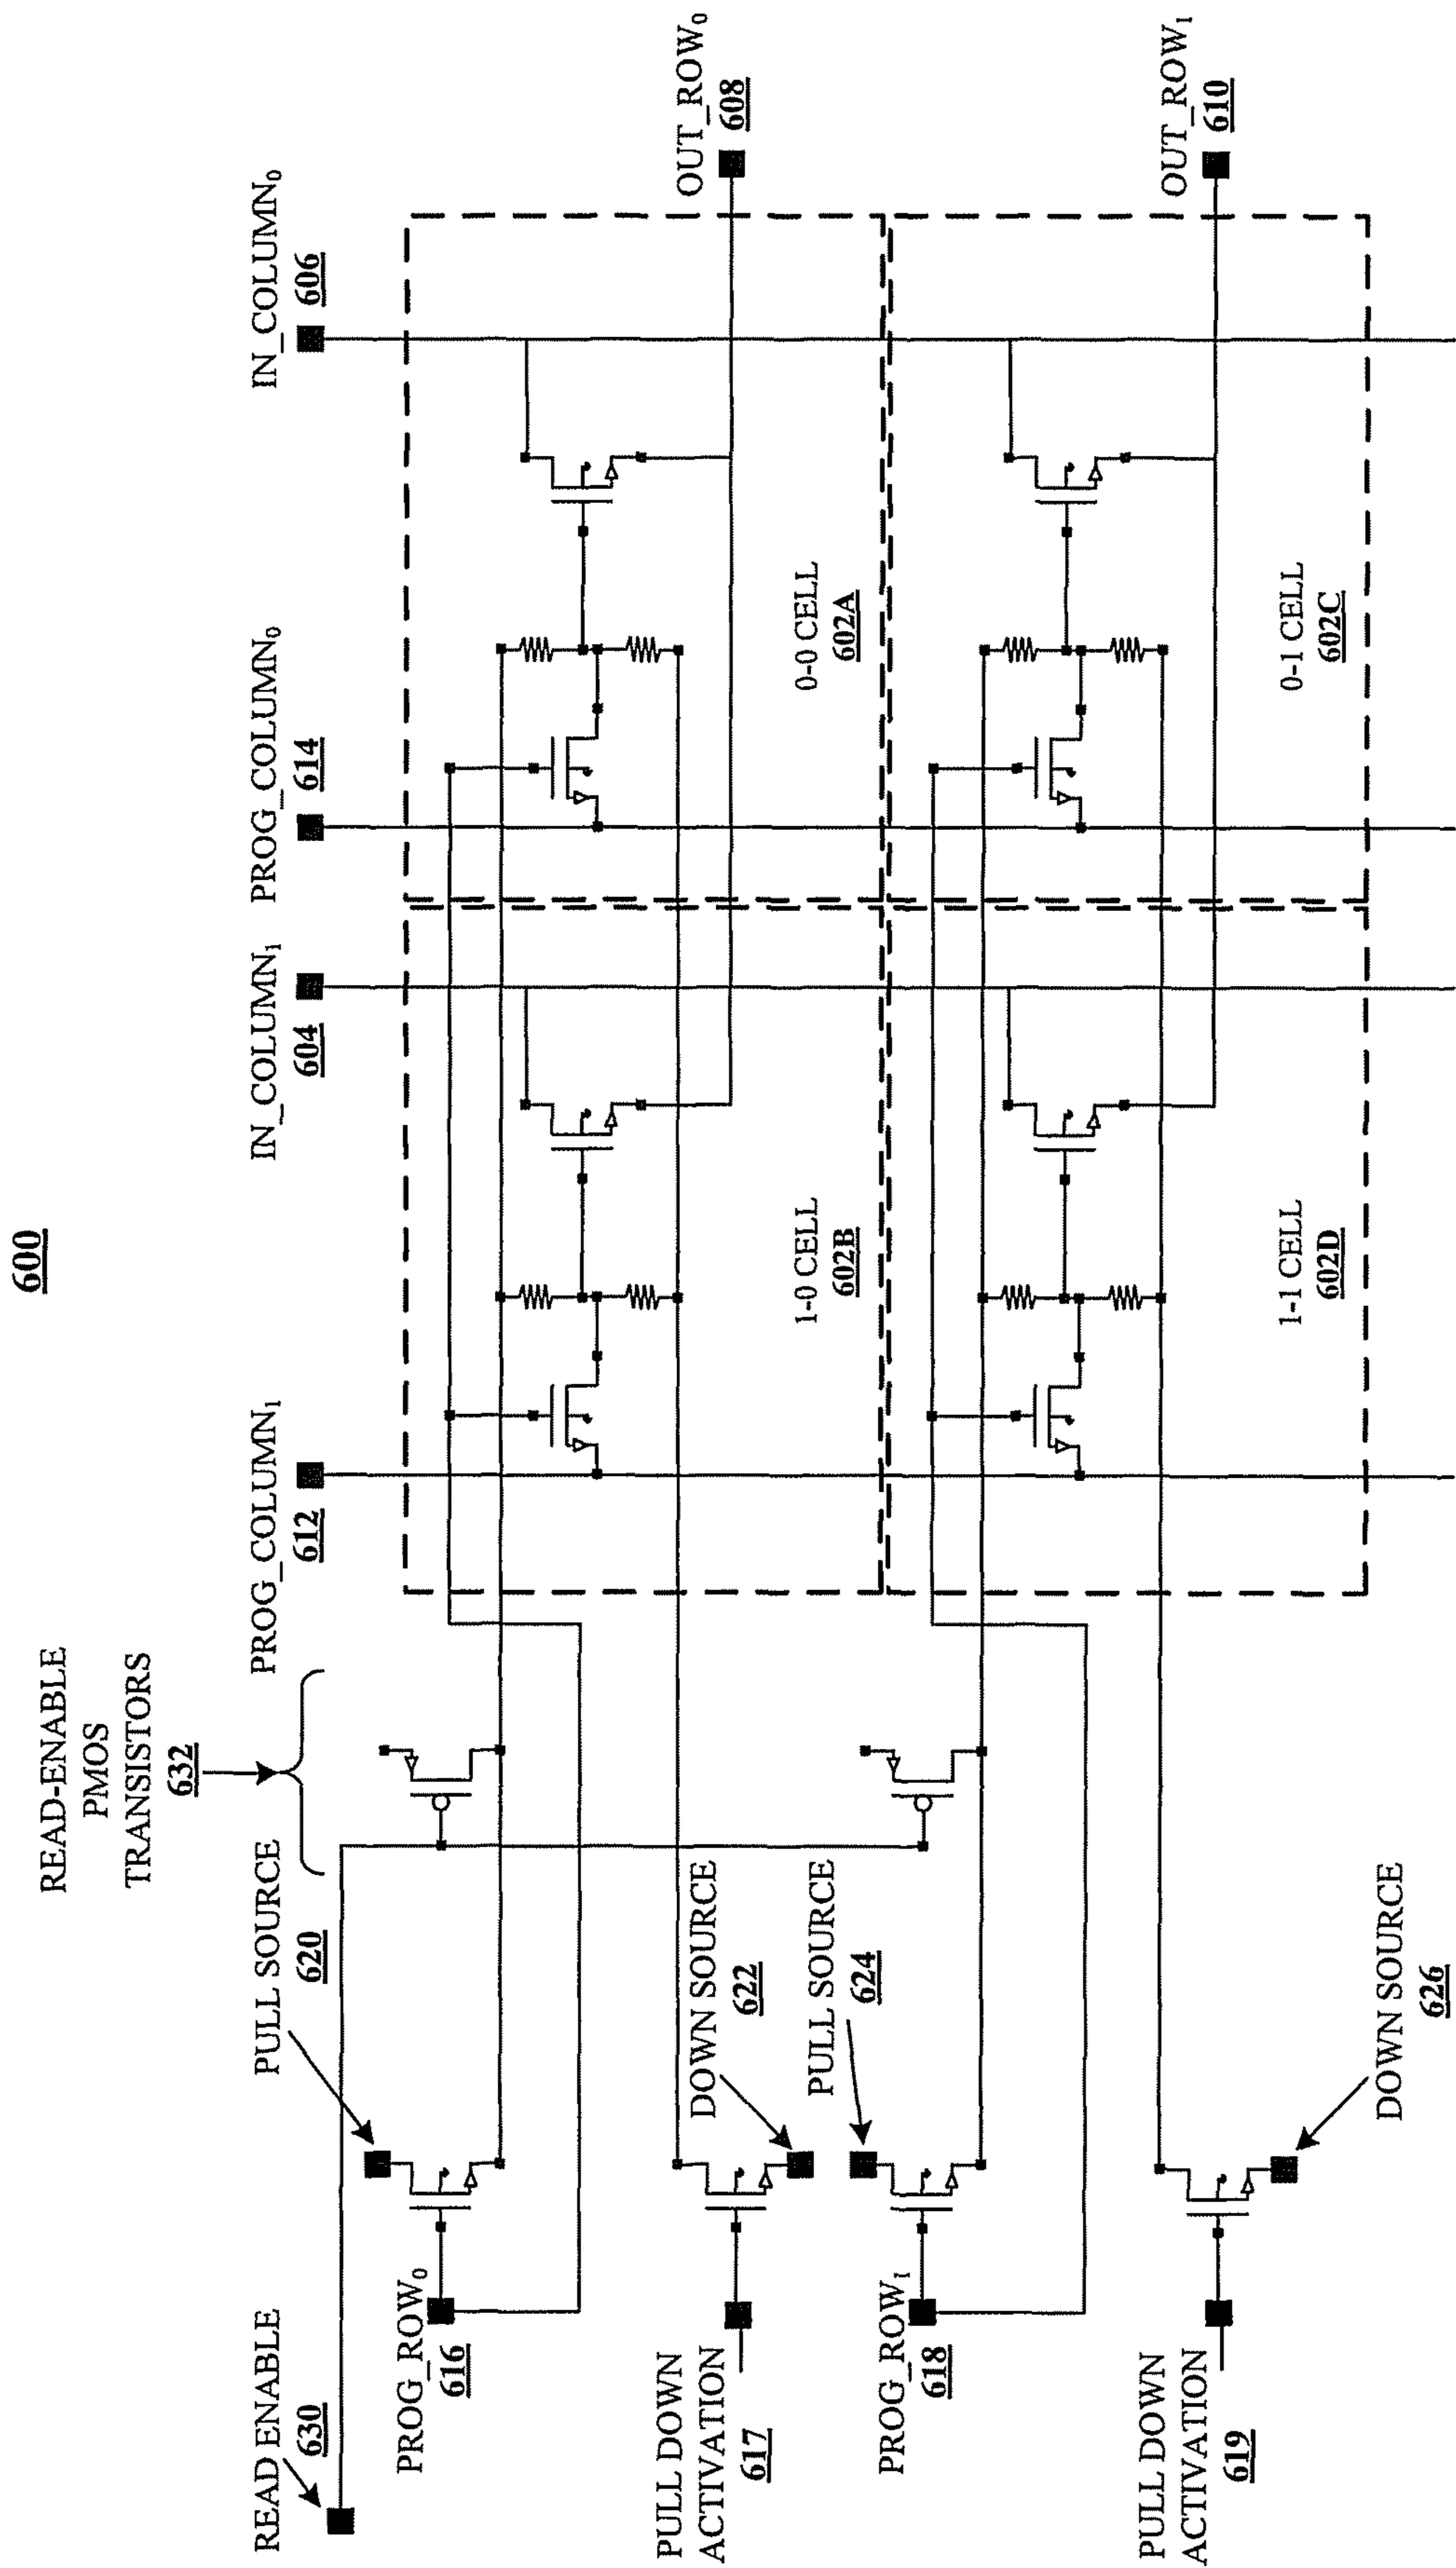 600
READ-ENABLE
PMOS
TRANSISTORS
632
READ ENABLE
630
PULL SOURCE
620
PROG_COLUMN₁
612
IN_COLUMN₁
604
PROG_COLUMN₀
614
IN_COLUMN₀
606
PROG_ROW₀
616
PULL DOWN
ACTIVATION
617
DOWN SOURCE
622
1-0 CELL
602B
0-0 CELL
602A
OUT_ROW₀
608
PULL SOURCE
624
PROG_ROW₁
618
PULL DOWN
ACTIVATION
619
DOWN SOURCE
626
1-1 CELL
602D
0-1 CELL
602C
OUT_ROW₁
610